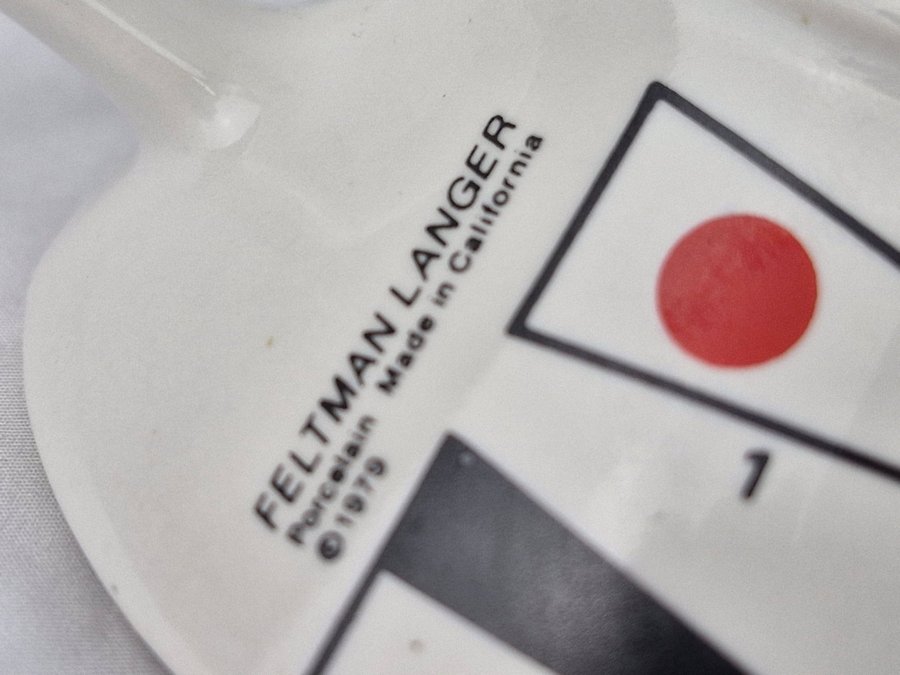 FELTMAN LANGER
Porcelain Made in California
©1979
1